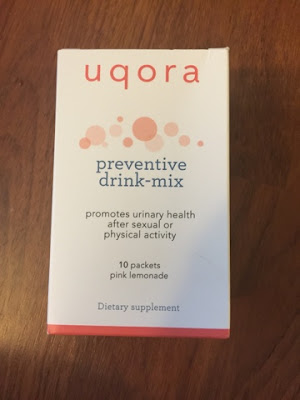 uqora
preventive
drink-mix
promotes urinary health
after sexual or
physical activity
10 packets
pink lemonade
Dietary supplement